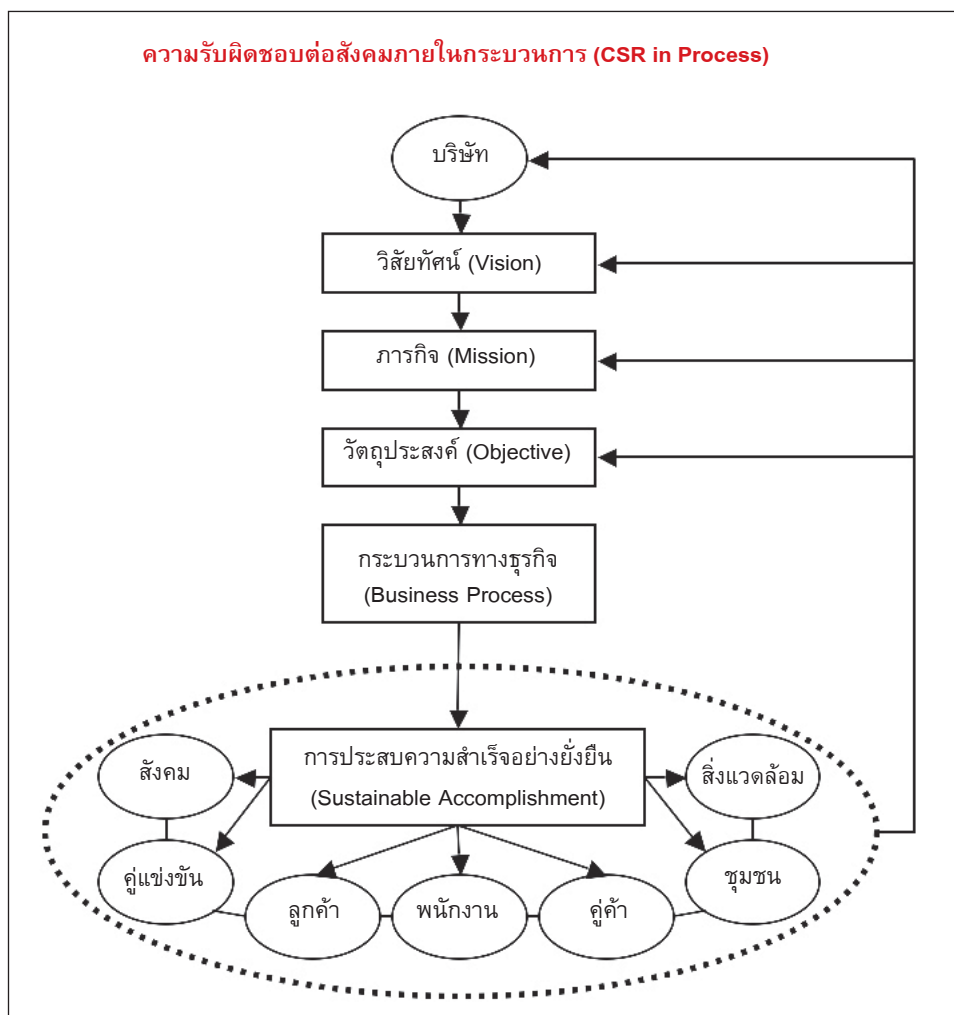 ความรับผิดชอบต่อสังคมภายในกระบวนการ (CSR in Process)
บริษัท
วิสัยทัศน์ (Vision)
ภารกิจ (Mission)
วัตถุประสงค์ (Objective)
กระบวนการทางธุรกิจ
(Business Process)
การประสบความสำเร็จอย่างยั่งยืน
(Sustainable Accomplishment)
สังคม
สิ่งแวดล้อม
คู่แข่งขัน
ชุมชน
ลูกค้า
พนักงาน
คู่ค้า